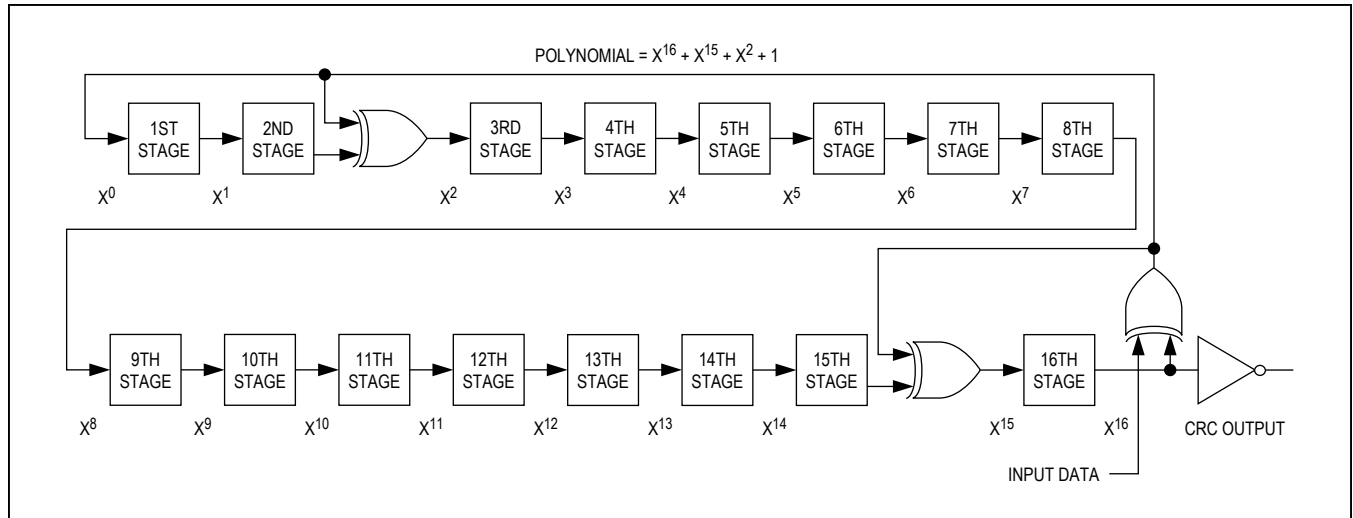 POLYNOMIAL = X¹⁶ + X¹⁵ + X² + 1
1ST
STAGE
2ND
STAGE
3RD
STAGE
4TH
STAGE
5TH
STAGE
6TH
STAGE
7TH
STAGE
8TH
STAGE
X⁰
X¹
X²
X³
X⁴
X⁵
X⁶
X⁷
9TH
STAGE
10TH
STAGE
11TH
STAGE
12TH
STAGE
13TH
STAGE
14TH
STAGE
15TH
STAGE
16TH
STAGE
X⁸
X⁹
X¹⁰
X¹¹
X¹²
X¹³
X¹⁴
X¹⁵
X¹⁶
CRC OUTPUT
INPUT DATA